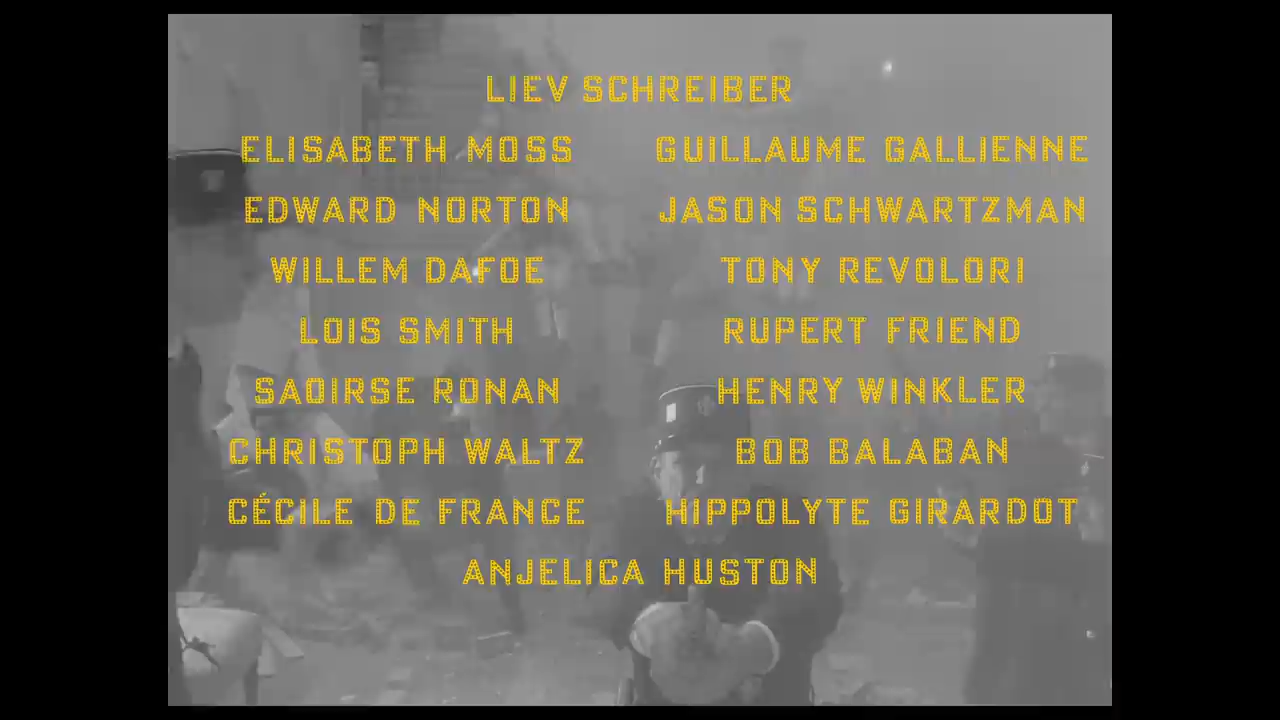 LIEV SCHREIBER
ELISABETH MOSS GUILLAUME GALLIENNE
EDWARD NORTON JASON SCHWARTZMAN
WILLEM DAFOE TONY REVOLORI
LOIS SMITH RUPERT FRIEND
SAOIRSE RONAN HENRY WINKLER
CHRISTOPH WALTZ BOB BALABAN
CÉCILE DE FRANCE HIPPOLYTE GIRARDOT
ANJELICA HUSTON